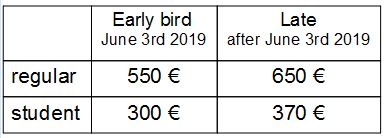 Early bird Late
June 3rd 2019 after June 3rd 2019
regular 550 € 650 €
student 300 € 370 €